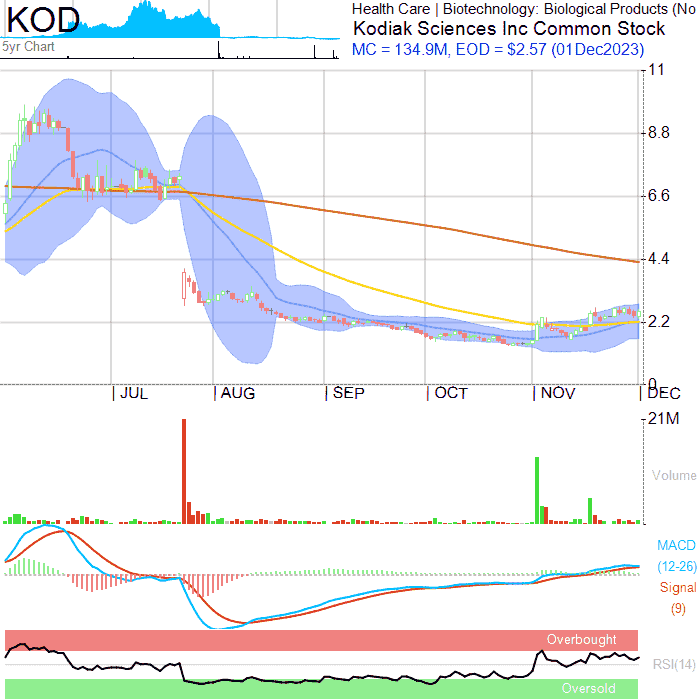 KOD
5yr Chart
Health Care | Biotechnology: Biological Products (No
Kodiak Sciences Inc Common Stock
MC = 134.9M, EOD = $2.57 (01Dec2023)
11
8.8
6.6
4.4
2.2
0
JUL AUG SEP OCT NOV DEC
21M
Volume
MACD
(12-26)
Signal
(9)
Overbought
RSI(14)
Oversold